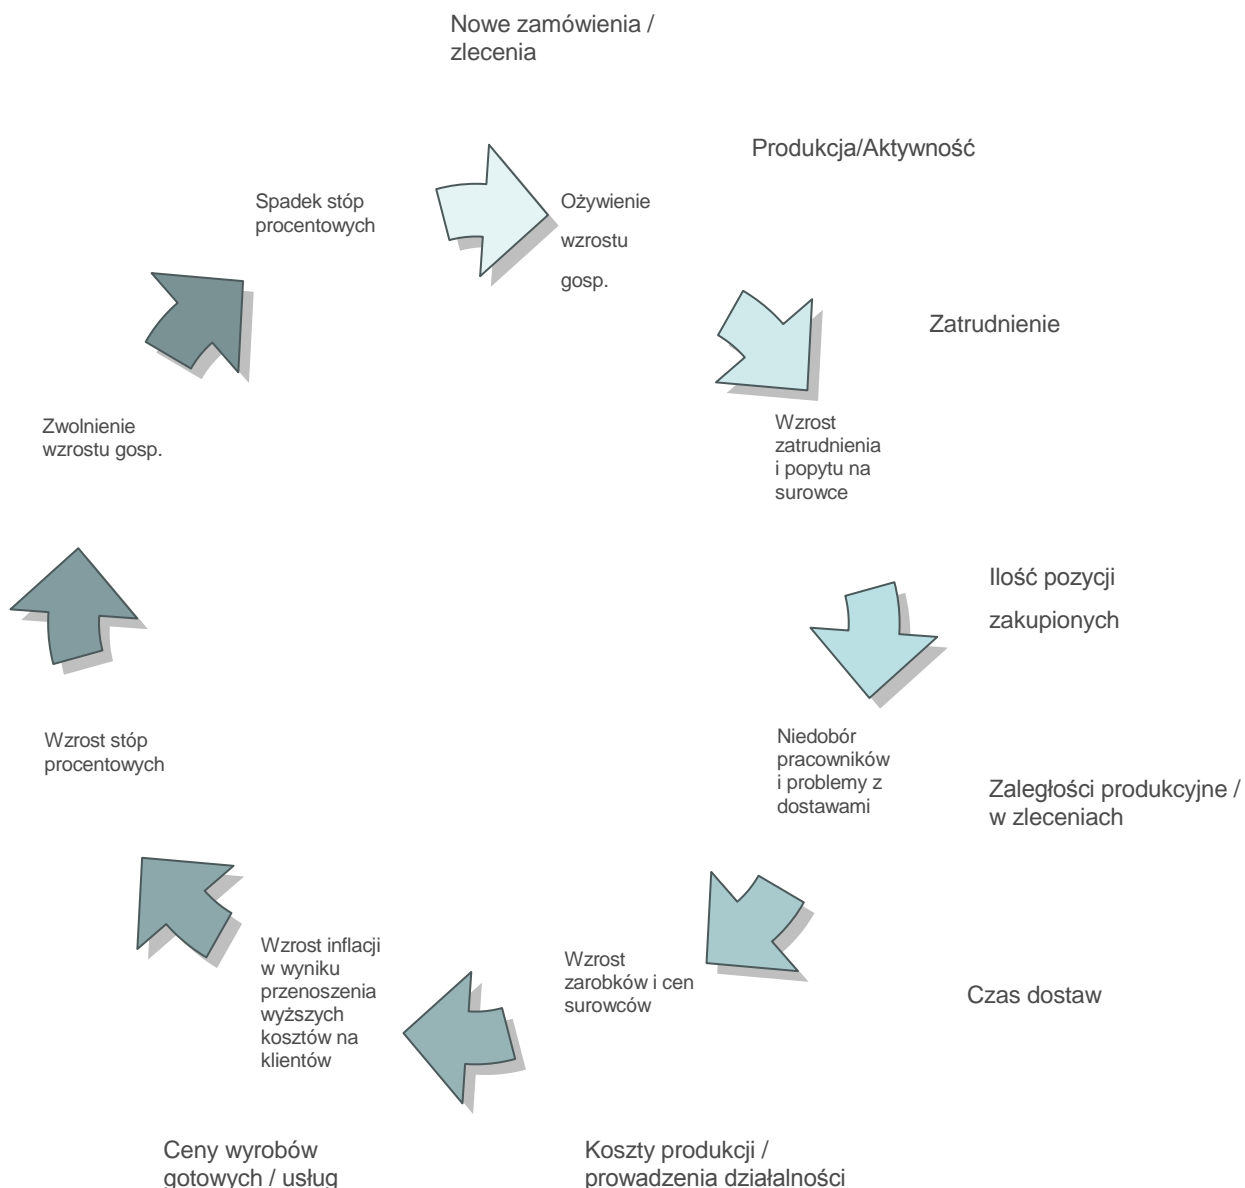 Nowe zamówienia /
zlecenia
Produkcja/Aktywność
Spadek stóp
procentowych
Ożywienie
wzrostu
gosp.
Zatrudnienie
Zwolnienie
wzrostu gosp.
Wzrost
zatrudnienia
i popytu na
surowce
Ilość pozycji
zakupionych
Wzrost stóp
procentowych
Niedobór
pracowników
i problemy z
dostawami
Zaległości produkcyjne /
w zleceniach
Wzrost inflacji
w wyniku
przenoszenia
wyższych
kosztów na
klientów
Wzrost
zarobków i cen
surowców
Czas dostaw
Ceny wyrobów
gotowych / usług
Koszty produkcji /
prowadzenia działalności